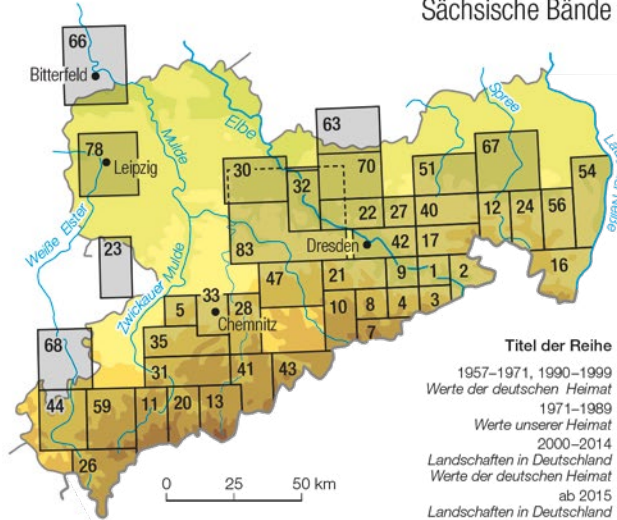 Sächsische Bände
66
Bitterfeld
63
Spree
Elbe
Mulde
78
Leipzig
30
32
70
51
67
54
Weiße Elster
22
27
40
12
24
56
23
83
Dresden
42
17
16
Zwickauer Mulde
47
21
9
1
2
5
33
28
Chemnitz
10
8
4
3
7
68
35
31
41
43
44
59
11
20
13
26
0 25 50 km
Titel der Reihe
1957–1971, 1990–1999
Werte der deutschen Heimat
1971–1989
Werte unserer Heimat
2000–2014
Landschaften in Deutschland
Werte der deutschen Heimat
ab 2015
Landschaften in Deutschland